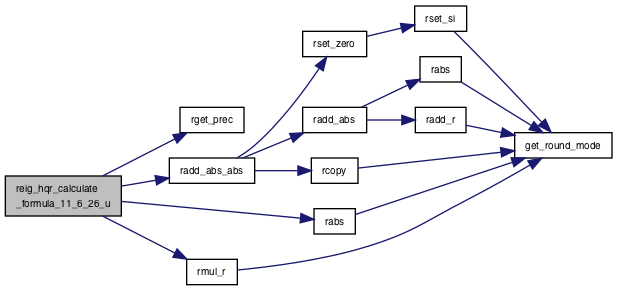 reig_hqr_calculate
_formula_11_6_26_u
rget_prec
radd_abs_abs
rset_zero
rset_si
radd_abs
rabs
radd_r
rcopy
get_round_mode
rabs
rmul_r